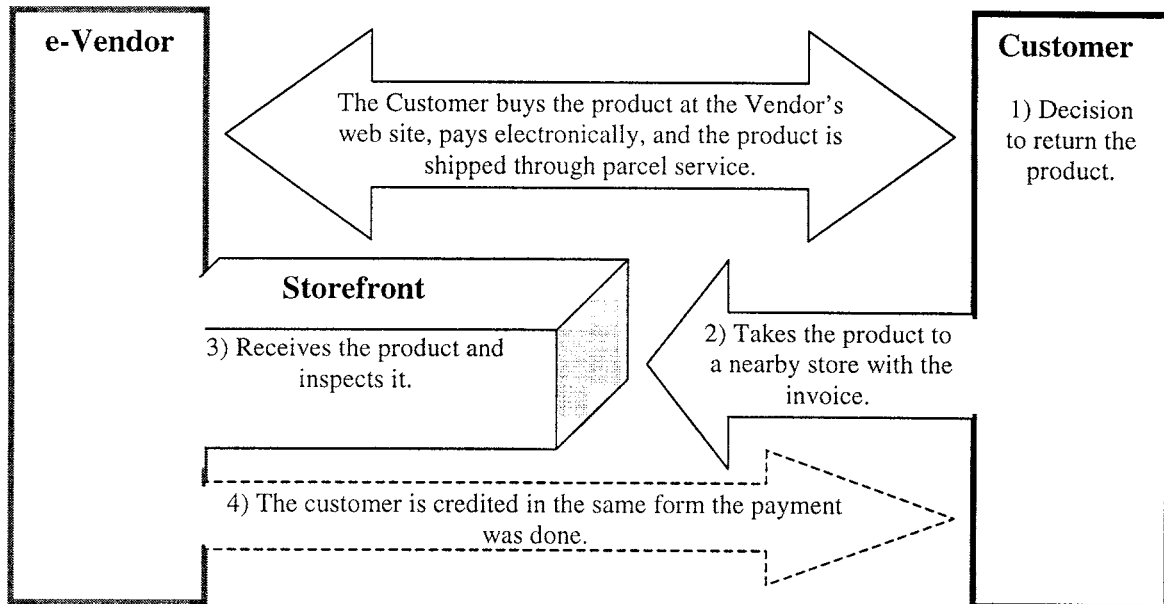 e-Vendor
Customer
The Customer buys the product at the Vendor's
web site, pays electronically, and the product is
shipped through parcel service.
1) Decision
to return the
product.
Storefront
3) Receives the product and
inspects it.
2) Takes the product to
a nearby store with the
invoice.
4) The customer is credited in the same form the payment
was done.